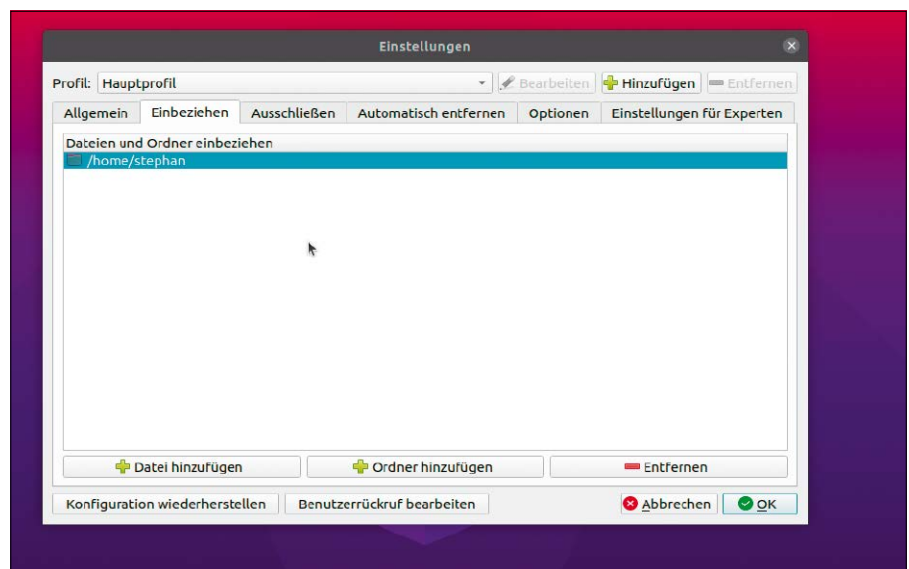 Einstellungen
Profil: Hauptprofil Bearbeiten Hinzufügen Entfernen
Allgemein Einbeziehen Ausschließen Automatisch entfernen Optionen Einstellungen für Experten
Dateien und Ordner einbeziehen
/home/stephan
Datei hinzufügen Ordner hinzufügen Entfernen
Konfiguration wiederherstellen Benutzerrückruf bearbeiten Abbrechen OK